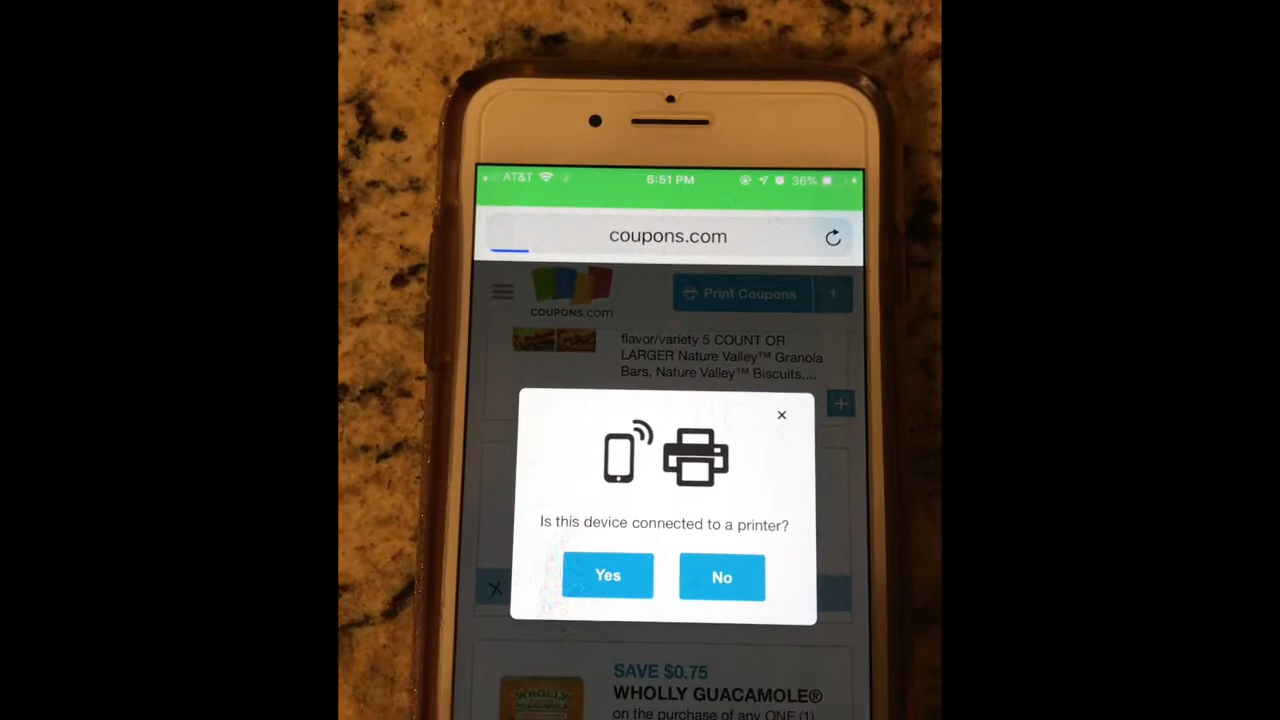 AT&T
6:51 PM
36%
coupons.com
COUPONS.com
Print Coupons
1
flavor/variety 5 COUNT OR
LARGER Nature Valley™ Granola
Bars, Nature Valley™ Biscuits,...
Is this device connected to a printer?
Yes
No
SAVE $0.75
WHOLLY GUACAMOLE®
on the purchase of any ONE (1)
WHOLLY